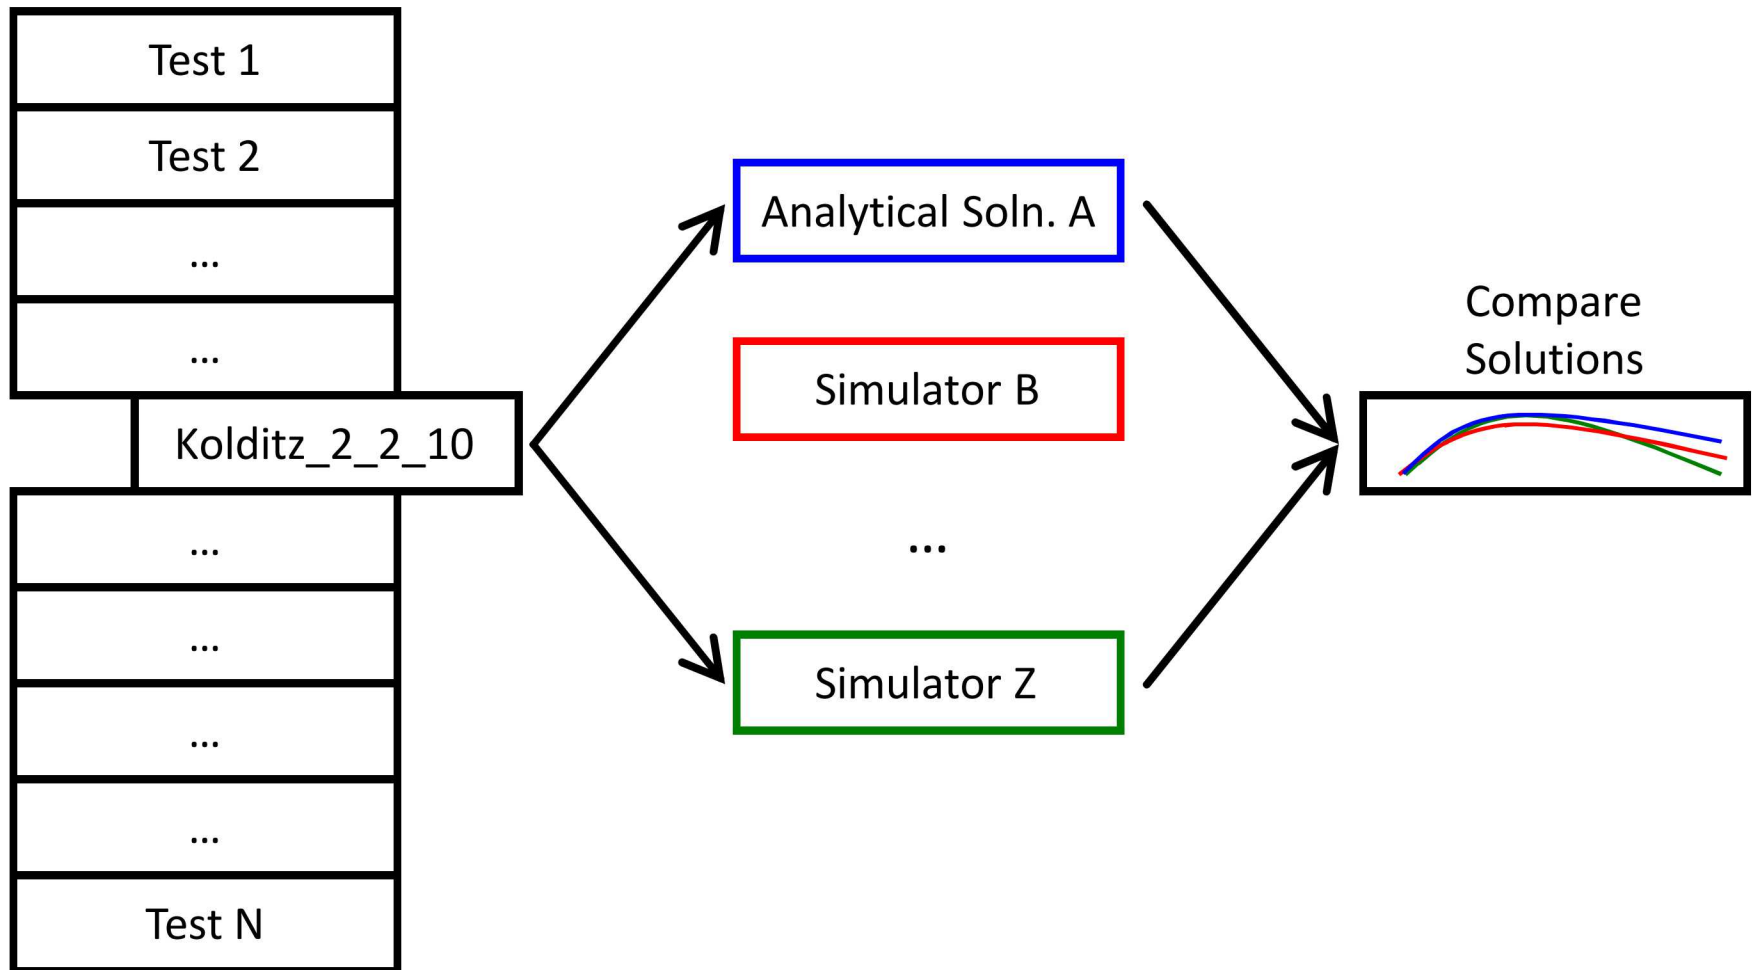 Test 1
Test 2
...
...
Kolditz_2_2_10
...
...
...
...
Test N
Analytical Soln. A
Simulator B
...
Simulator Z
Compare
Solutions